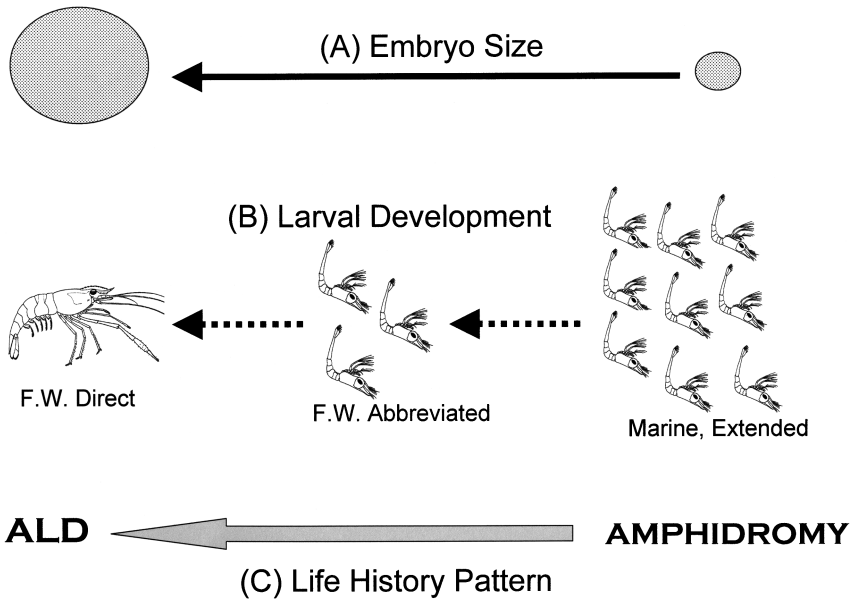 (A) Embryo Size
(B) Larval Development
F.W. Direct
F.W. Abbreviated
Marine, Extended
ALD
AMPHIDROMY
(C) Life History Pattern